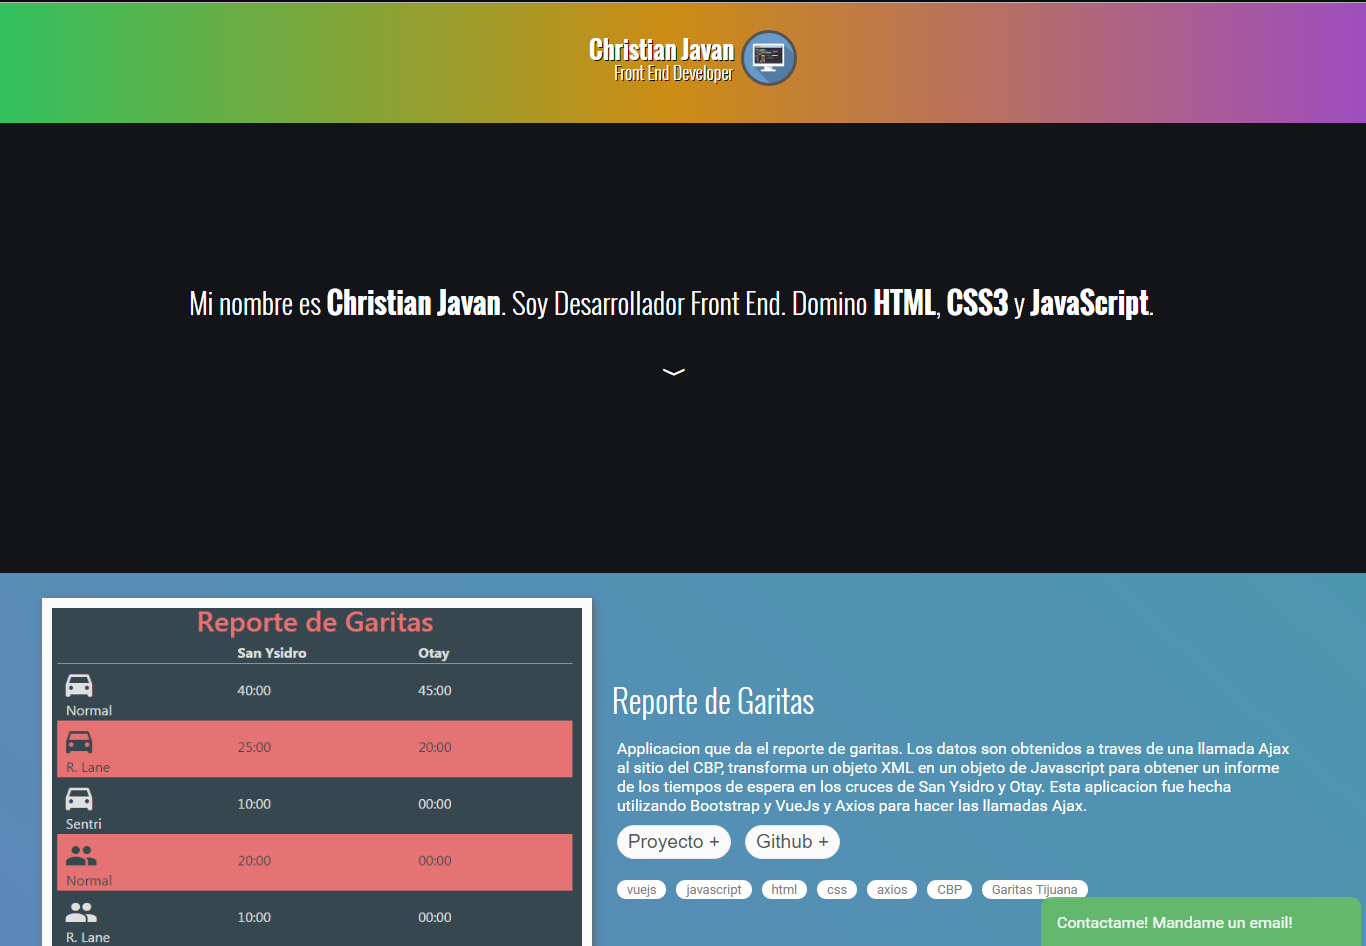 Christian Javan
Front End Developer
Mi nombre es Christian Javan. Soy Desarrollador Front End. Domino HTML, CSS3 y JavaScript.
Reporte de Garitas
San Ysidro Otay
40:00 45:00
Normal
25:00 20:00
R. Lane
10:00 00:00
Sentri
20:00 00:00
Normal
10:00 00:00
R. Lane
Reporte de Garitas
Applicacion que da el reporte de garitas. Los datos son obtenidos a traves de una llamada Ajax
al sitio del CBP, transforma un objeto XML en un objeto de Javascript para obtener un informe
de los tiempos de espera en los cruces de San Ysidro y Otay. Esta aplicacion fue hecha
utilizando Bootstrap y VueJs y Axios para hacer las llamadas Ajax.
Proyecto + Github +
vuejs javascript html css axios CBP Garitas Tijuana
Contactame! Mandame un email!